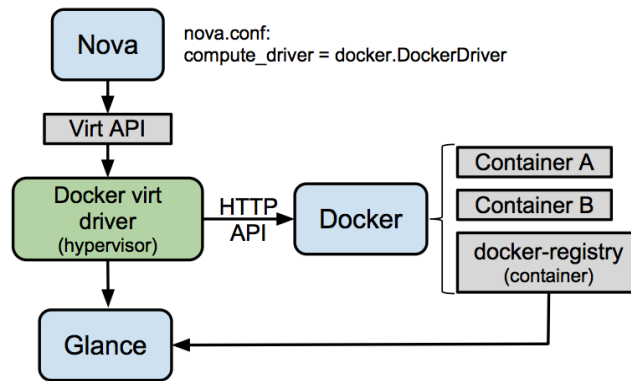 Nova
nova.conf:
compute_driver = docker.DockerDriver
Virt API
Docker virt
driver
(hypervisor)
HTTP
API
Docker
Container A
Container B
docker-registry
(container)
Glance